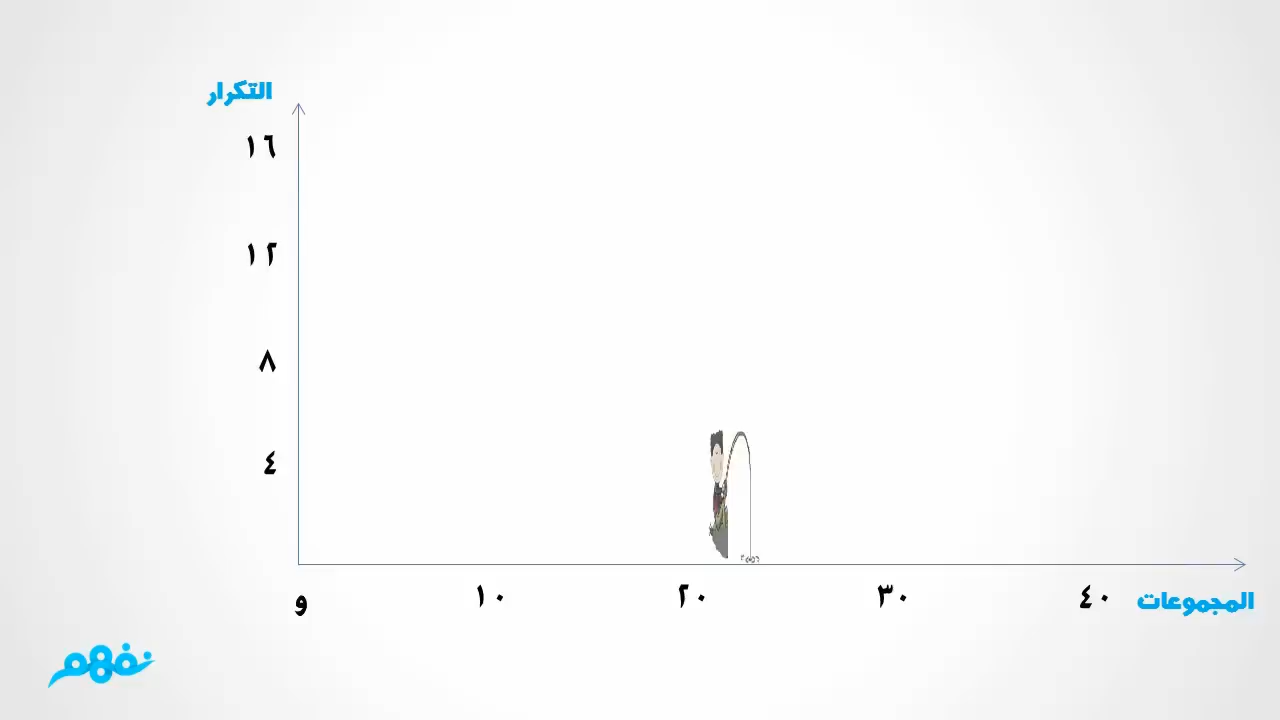 التكرار
١٦
١٢
٨
٤
و ١٠ ٢٠ ٣٠ ٤٠ المجموعات
نفهم